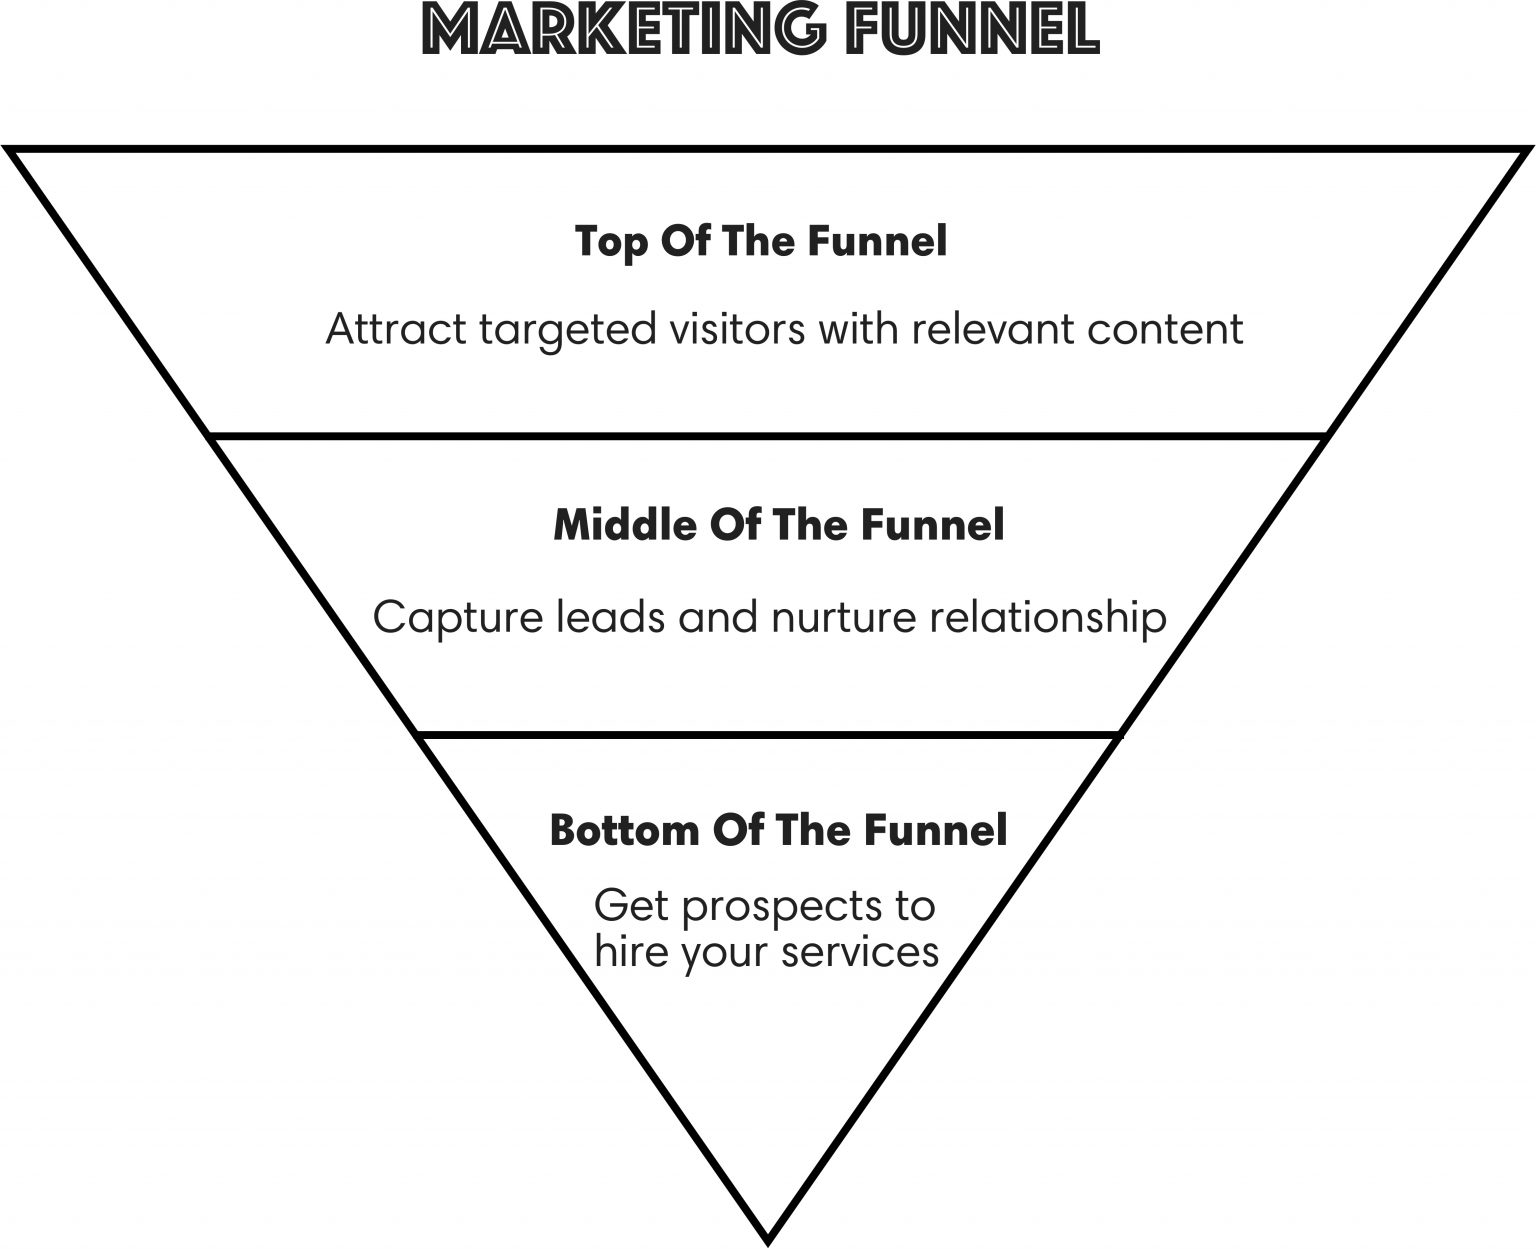 MARKETING FUNNEL
Top Of The Funnel
Attract targeted visitors with relevant content
Middle Of The Funnel
Capture leads and nurture relationship
Bottom Of The Funnel
Get prospects to
hire your services